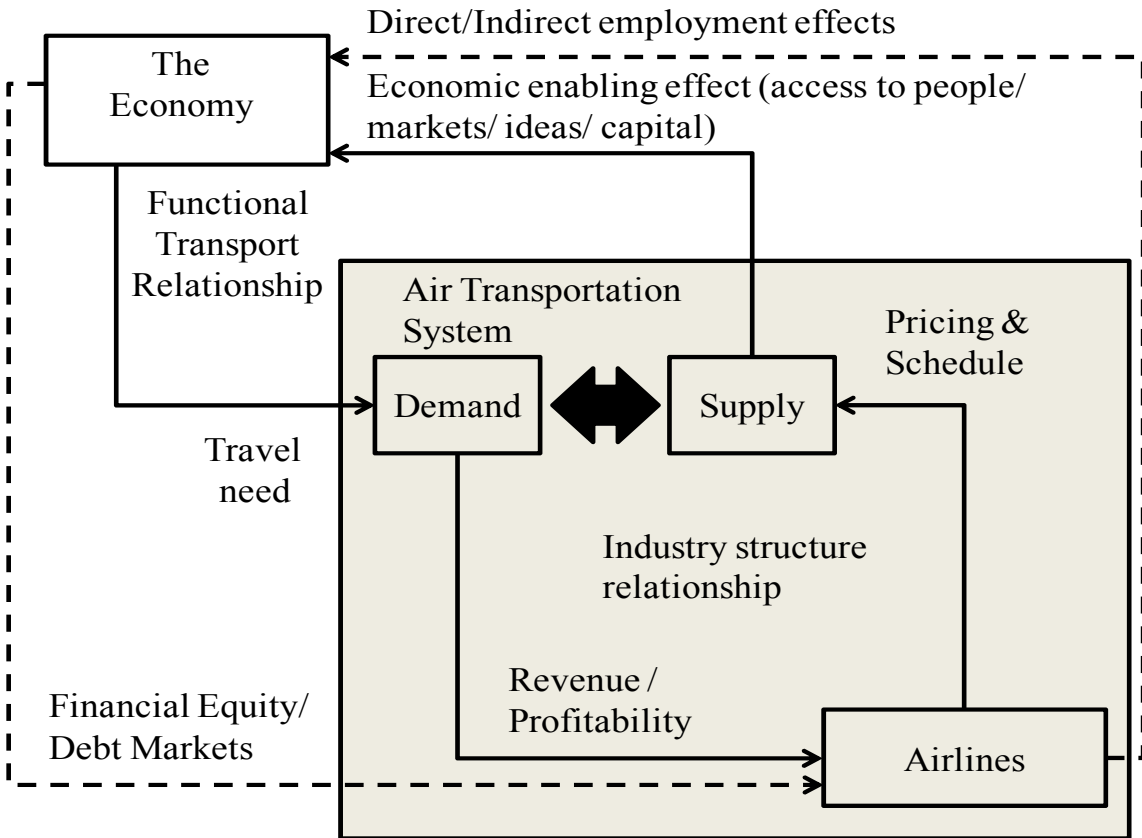 Direct/Indirect employment effects
The
Economy
Economic enabling effect (access to people/
markets/ ideas/ capital)
Functional
Transport
Relationship
Air Transportation
System
Pricing &
Schedule
Demand
Supply
Travel
need
Industry structure
relationship
Revenue /
Profitability
Financial Equity/
Debt Markets
Airlines